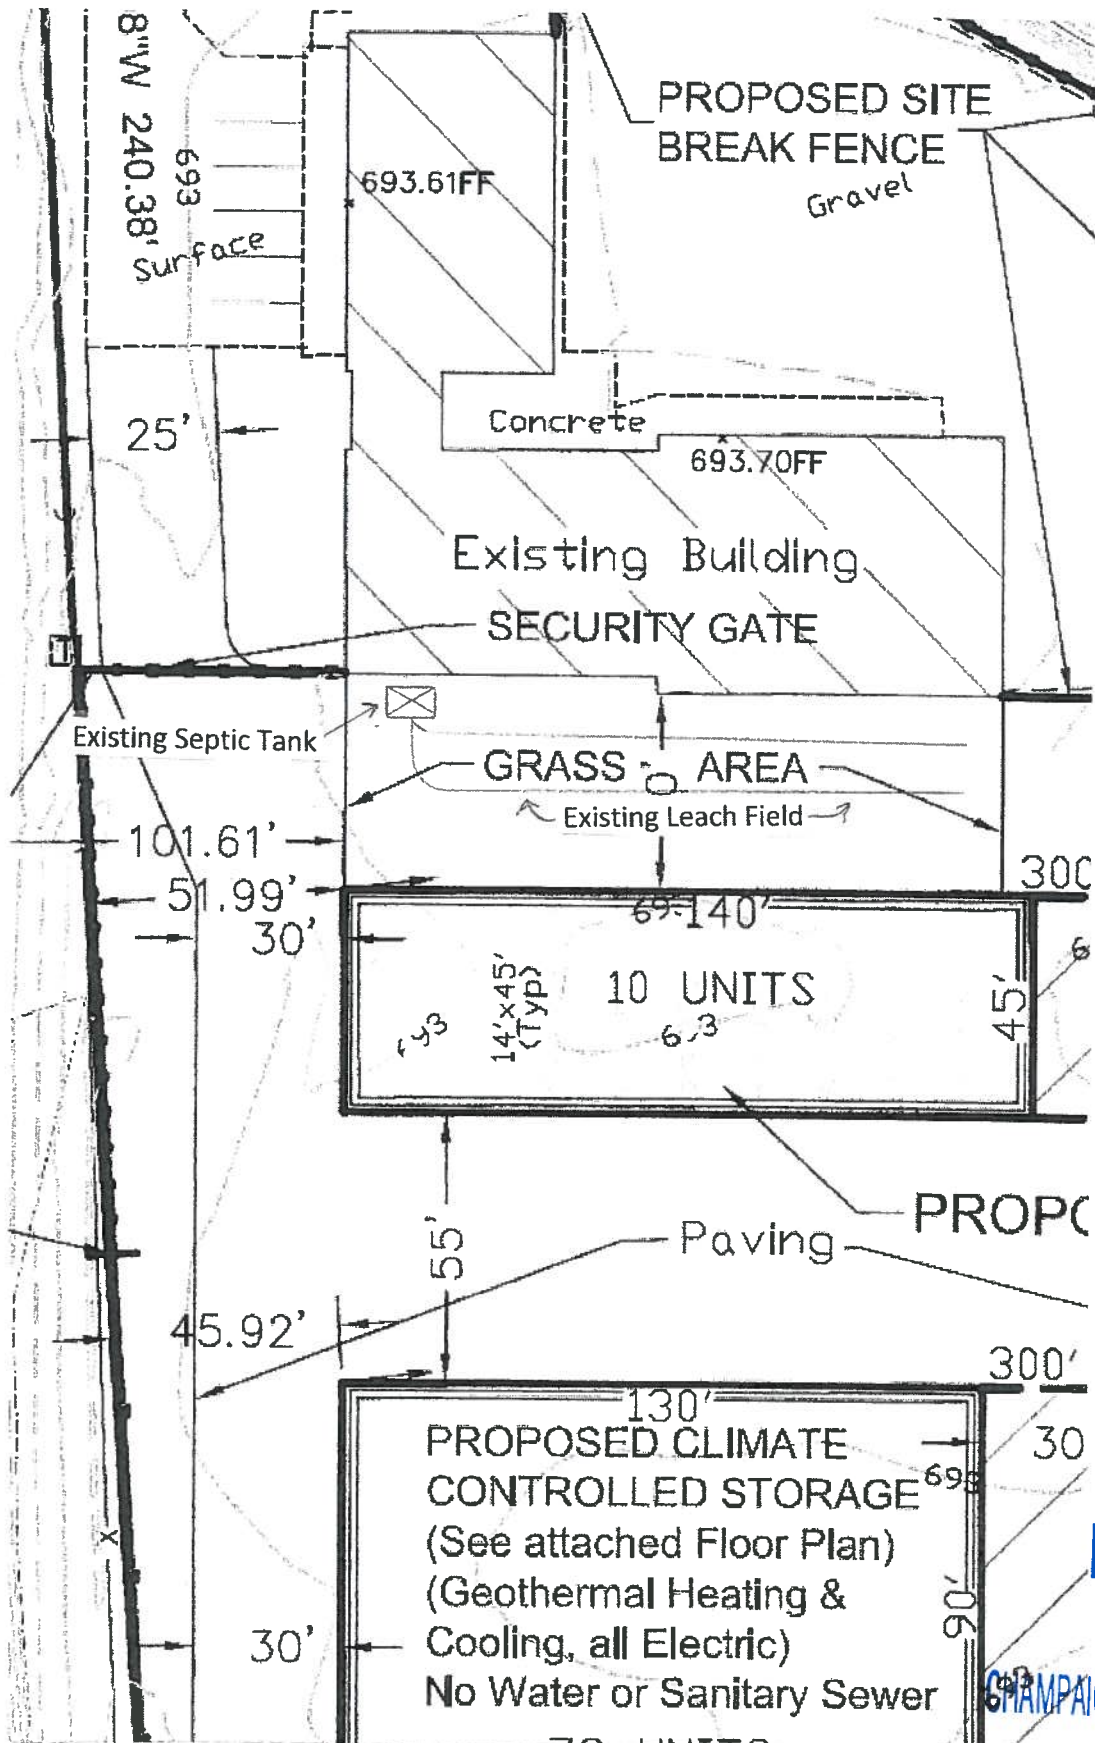 8"W 240.38'
693
Surface
693.61FF
PROPOSED SITE
BREAK FENCE
Gravel
25'
Concrete
693.70FF
Existing Building
SECURITY GATE
Existing Septic Tank
GRASS AREA
Existing Leach Field
101.61'
51.99'
30'
300
140'
10 UNITS
14'x45'
(Typ)
45'
PROPO
Paving
55'
45.92'
300'
130'
PROPOSED CLIMATE
CONTROLLED STORAGE
(See attached Floor Plan)
(Geothermal Heating &
Cooling, all Electric)
No Water or Sanitary Sewer
30
90'
30'
X
CHAMPAI